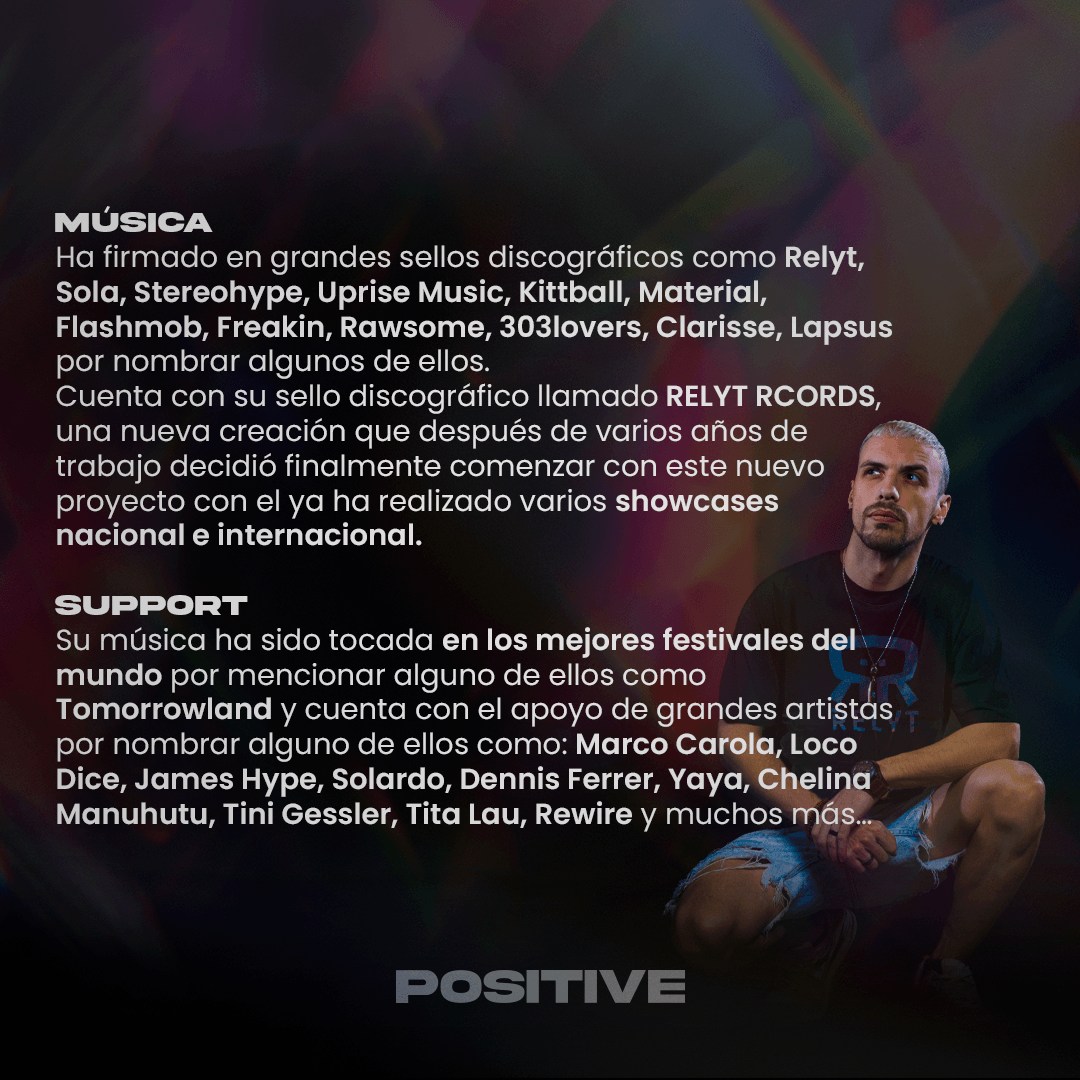 MÚSICA
Ha firmado en grandes sellos discográficos como Relyt,
Sola, Stereohype, Uprise Music, Kittball, Material,
Flashmob, Freakin, Rawsome, 303lovers, Clarisse, Lapsus
por nombrar algunos de ellos.
Cuenta con su sello discográfico llamado RELYT RCORDS,
una nueva creación que después de varios años de
trabajo decidió finalmente comenzar con este nuevo
proyecto con el ya ha realizado varios showcases
nacional e internacional.
SUPPORT
Su música ha sido tocada en los mejores festivales del
mundo por mencionar alguno de ellos como
Tomorrowland y cuenta con el apoyo de grandes artistas
por nombrar alguno de ellos como: Marco Carola, Loco
Dice, James Hype, Solardo, Dennis Ferrer, Yaya, Chelina
Manuhutu, Tini Gessler, Tita Lau, Rewire y muchos más...
RELYT
POSITIVE